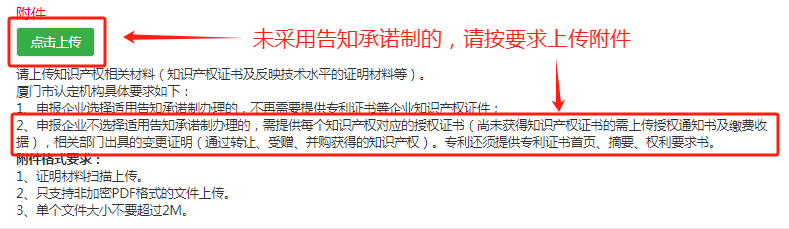 附件
点击上传
未采用告知承诺制的，请按要求上传附件
请上传知识产权相关材料（知识产权证书及反映技术水平的证明材料等）。
厦门市认定机构具体要求如下：
1、申报企业选择适用告知承诺制办理的，不再需要提供专利证书等企业知识产权证件；
2、申报企业不选择适用告知承诺制办理的，需提供每个知识产权对应的授权证书（尚未获得知识产权证书的需上传授权通知书及缴费收
据），相关部门出具的变更证明（通过转让、受赠、并购获得的知识产权）。专利还须提供专利证书首页、摘要、权利要求书。
附件格式要求：
1、证明材料扫描上传。
2、只支持非加密PDF格式的文件上传。
3、单个文件大小不要超过2M。